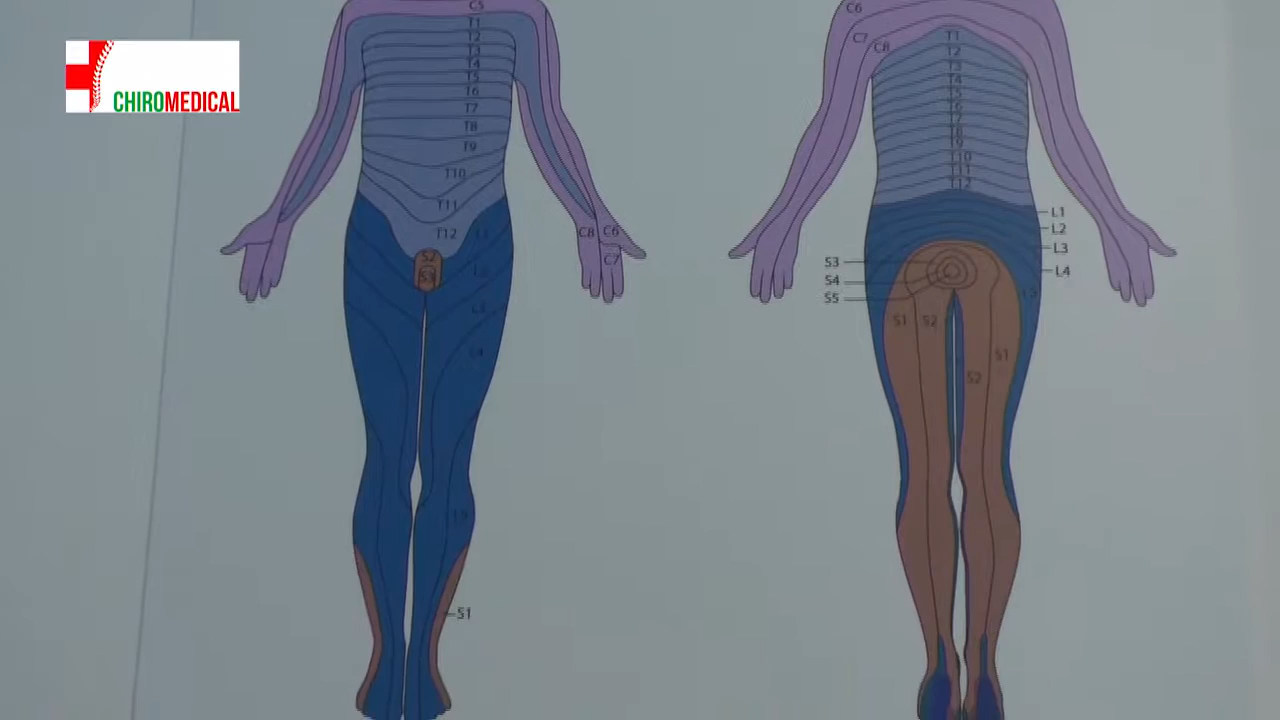 CHIROMEDICAL
C5
T1
T2
T3
T4
T5
T6
T7
T8
T9
T10
T11
T12
L1
L2
L3
L4
L5
S2
S3
C8
C6
C7
S1
C6
C7
C8
T1
T2
T3
T4
T5
T6
T7
T8
T9
T10
T11
T12
L1
L2
L3
L4
L5
S3
S4
S5
S1
S2
S1
S2